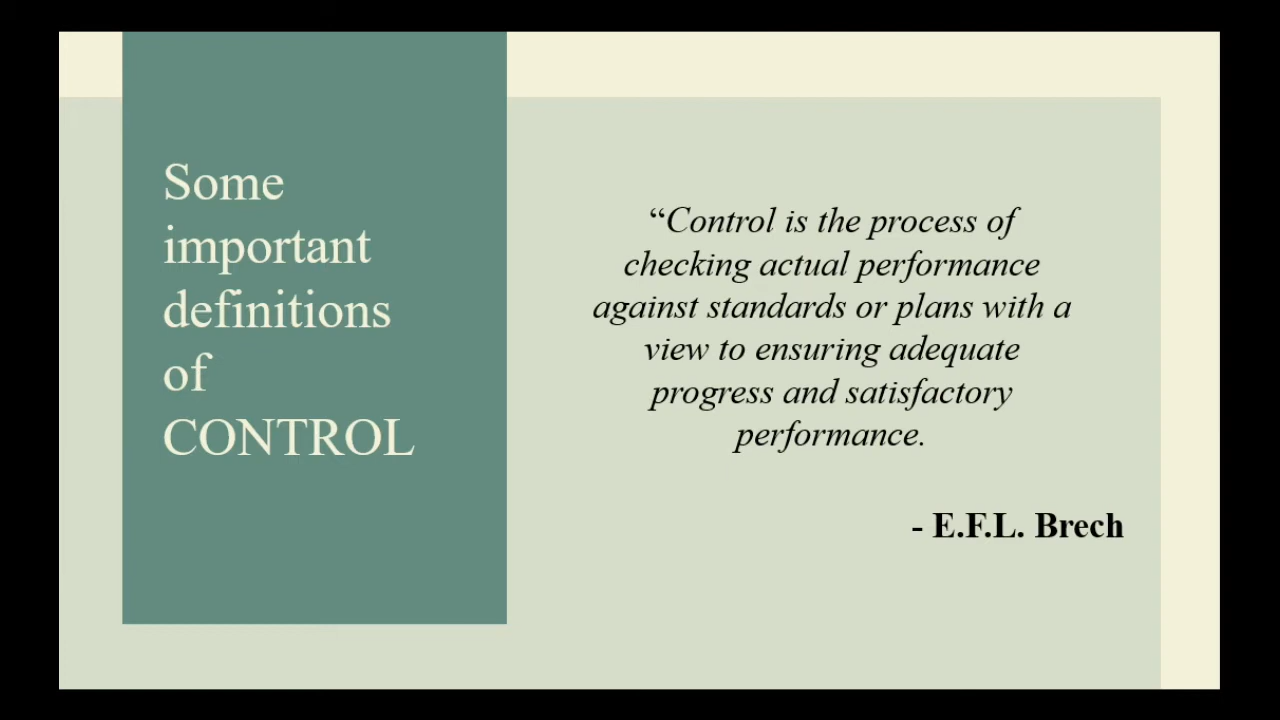 Some
important
definitions
of
CONTROL
“Control is the process of
checking actual performance
against standards or plans with a
view to ensuring adequate
progress and satisfactory
performance.
- E.F.L. Brech